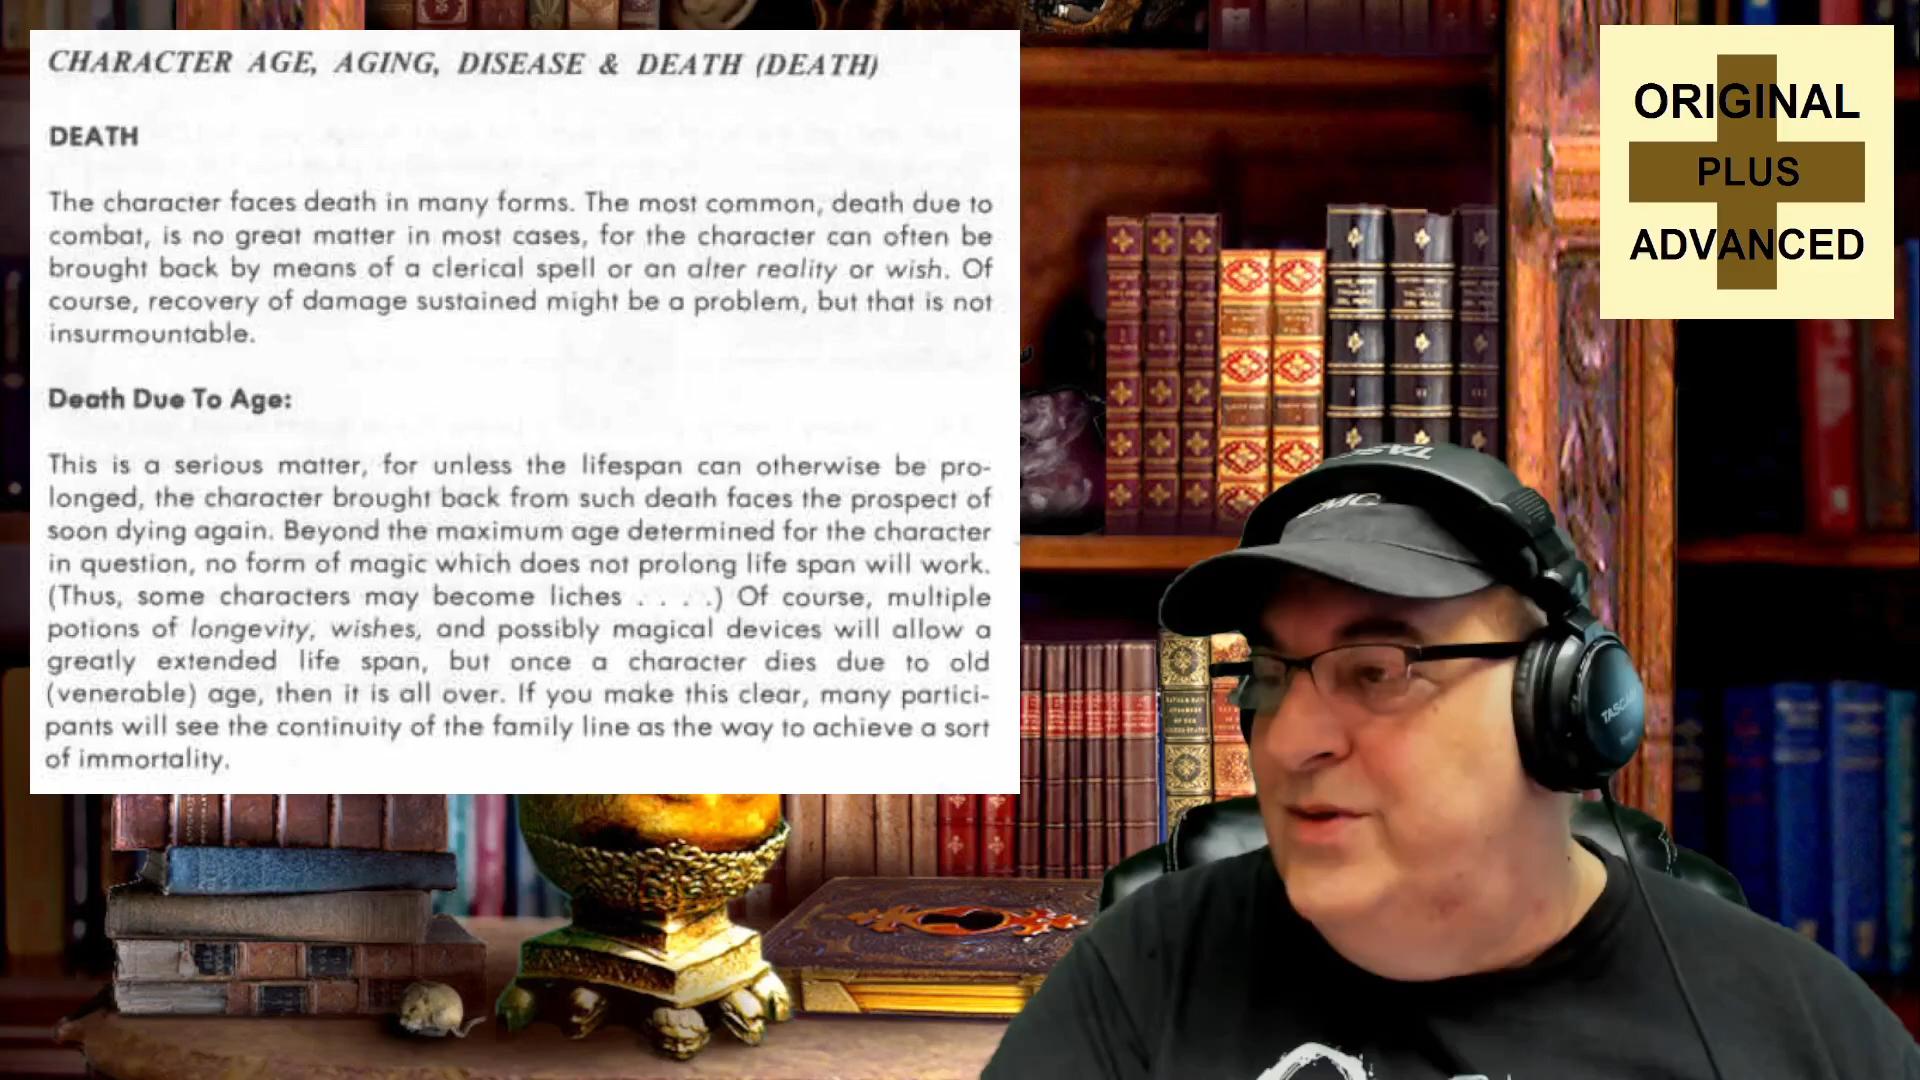 CHARACTER AGE, AGING, DISEASE & DEATH (DEATH)
DEATH
The character faces death in many forms. The most common, death due to
combat, is no great matter in most cases, for the character can often be
brought back by means of a clerical spell or an alter reality or wish. Of
course, recovery of damage sustained might be a problem, but that is not
insurmountable.
Death Due To Age:
This is a serious matter, for unless the lifespan can otherwise be pro-
longed, the character brought back from such death faces the prospect of
soon dying again. Beyond the maximum age determined for the character
in question, no form of magic which does not prolong life span will work.
(Thus, some characters may become liches . . . .) Of course, multiple
potions of longevity, wishes, and possibly magical devices will allow a
greatly extended life span, but once a character dies due to old
(venerable) age, then it is all over. If you make this clear, many partici-
pants will see the continuity of the family line as the way to achieve a sort
of immortality.
ORIGINAL
PLUS
ADVANCED
TASCAM